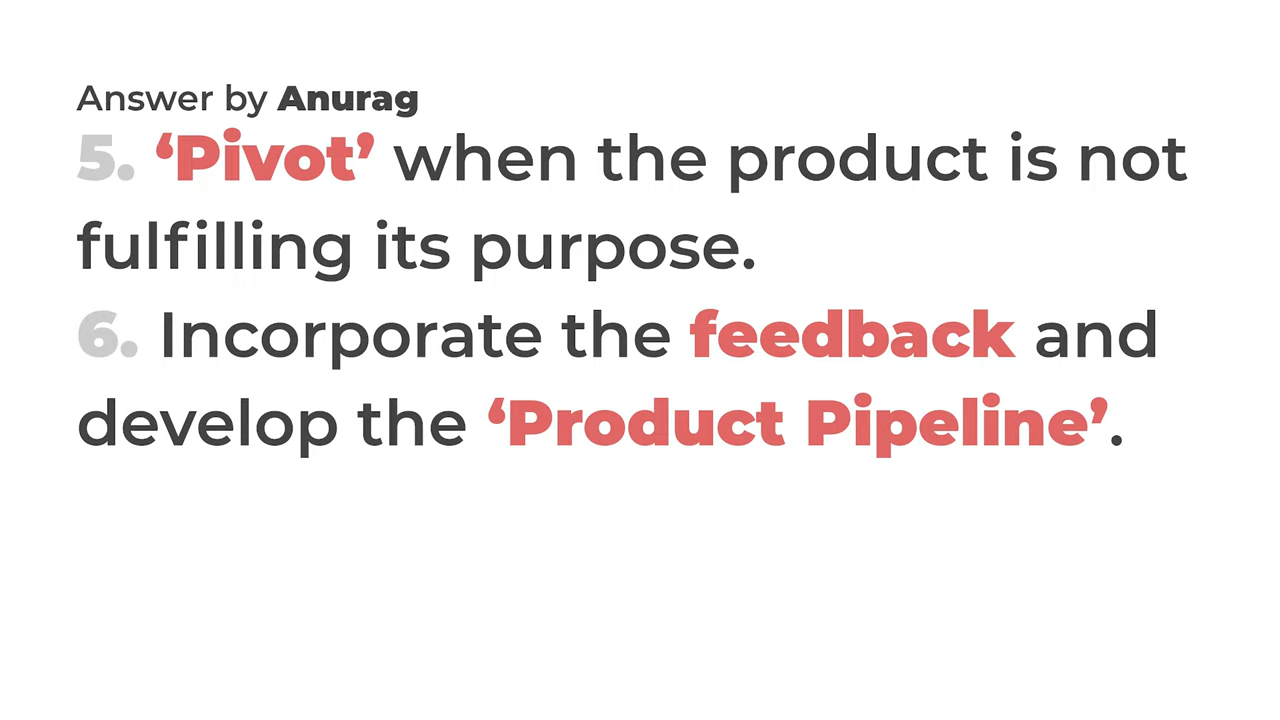 Answer by Anurag
5. ‘Pivot’ when the product is not
fulfilling its purpose.
6. Incorporate the feedback and
develop the ‘Product Pipeline’.